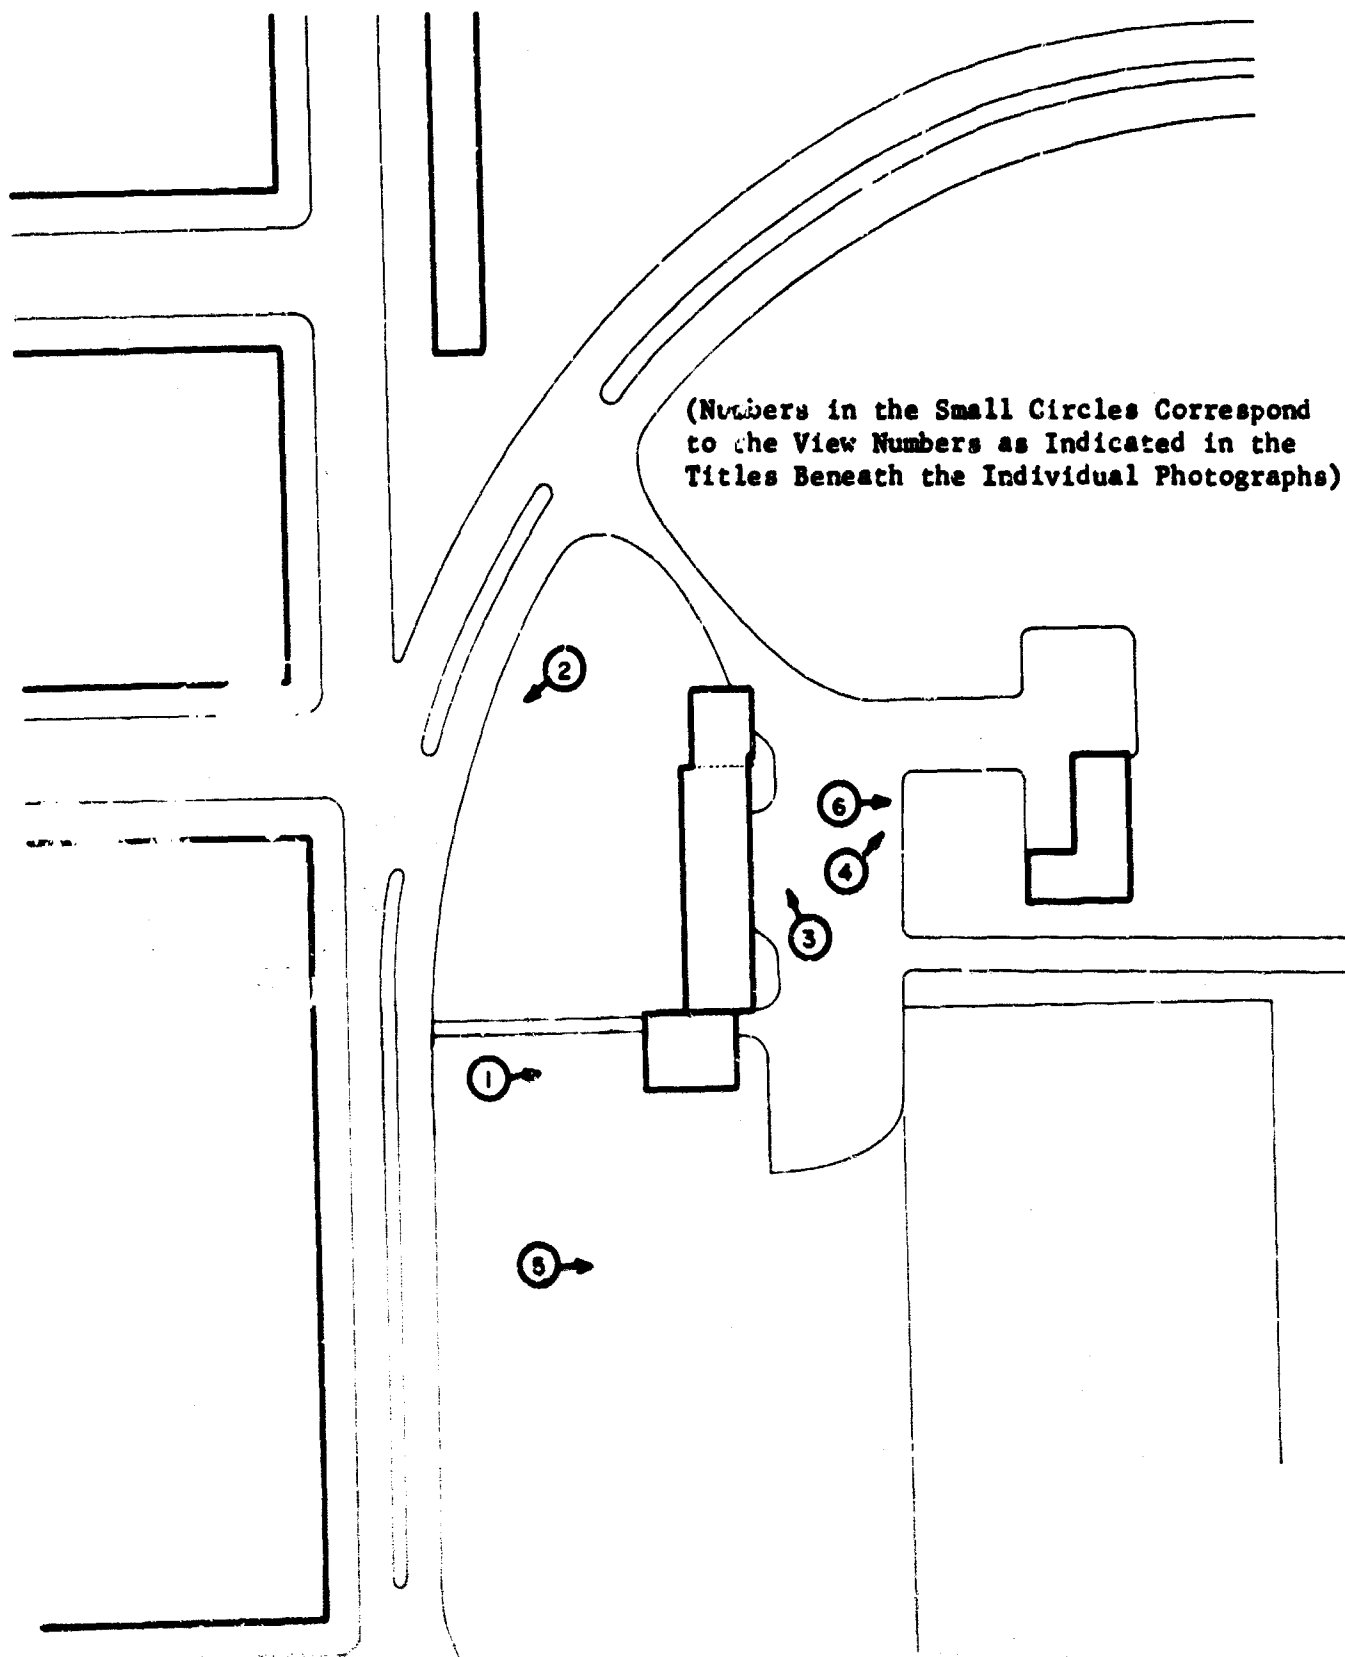 (Numbers in the Small Circles Correspond
to the View Numbers as Indicated in the
Titles Beneath the Individual Photographs)
2
6
4
3
1
5